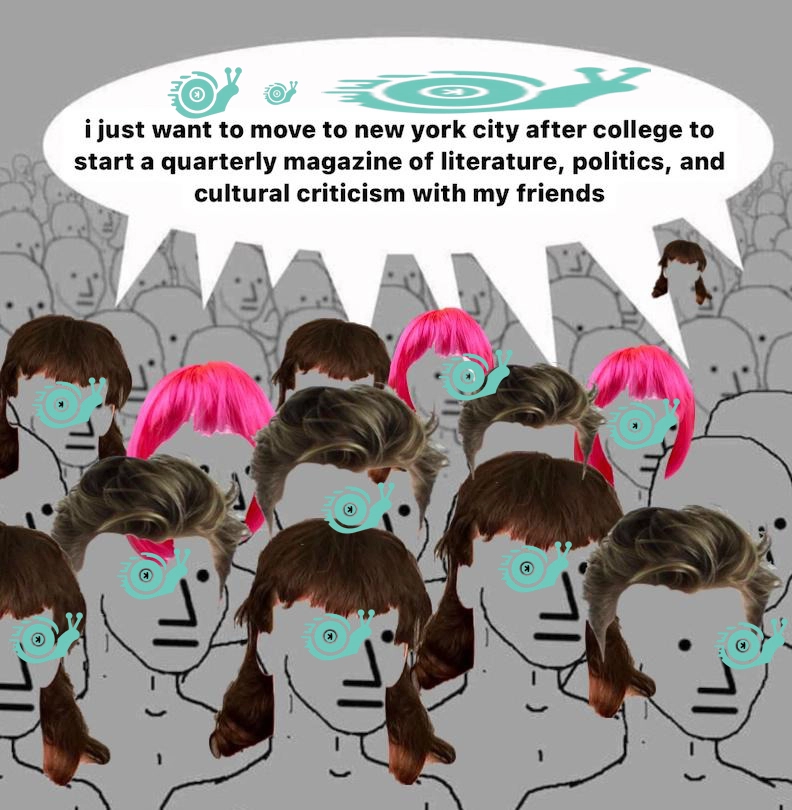 i just want to move to new york city after college to
start a quarterly magazine of literature, politics, and
cultural criticism with my friends